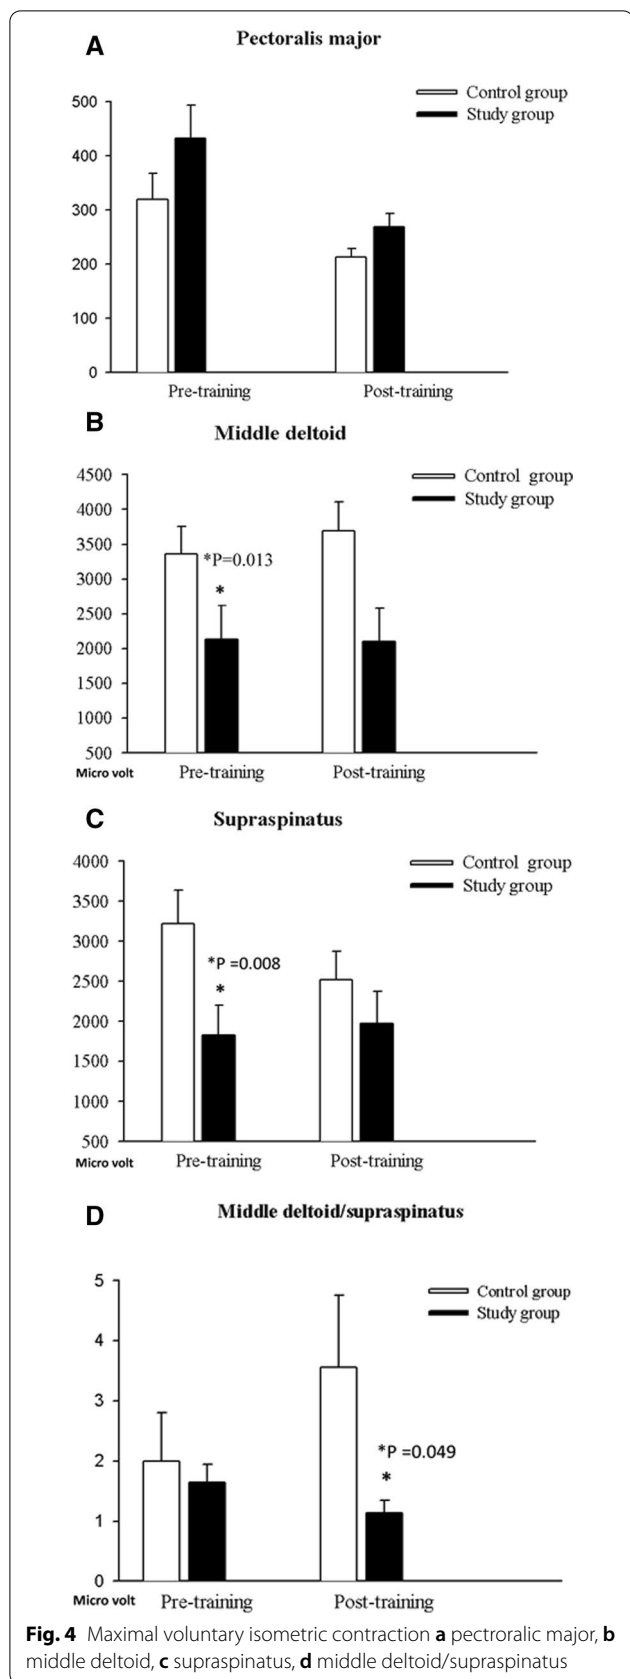 A
Pectoralis major
Control group
Study group
500
400
300
200
100
0
Pre-training
Post-training
B
Middle deltoid
Control group
Study group
4500
4000
3500
3000
2500
2000
1500
1000
500
*P=0.013
*
Micro volt
Pre-training
Post-training
C
Supraspinatus
Control group
Study group
4000
3500
3000
2500
2000
1500
1000
500
*P =0.008
*
Micro volt
Pre-training
Post-training
D
Middle deltoid/supraspinatus
Control group
Study group
5
4
3
2
1
0
*P =0.049
*
Micro volt
Pre-training
Post-training
Fig. 4 Maximal voluntary isometric contraction a pectroralic major, b
middle deltoid, c supraspinatus, d middle deltoid/supraspinatus